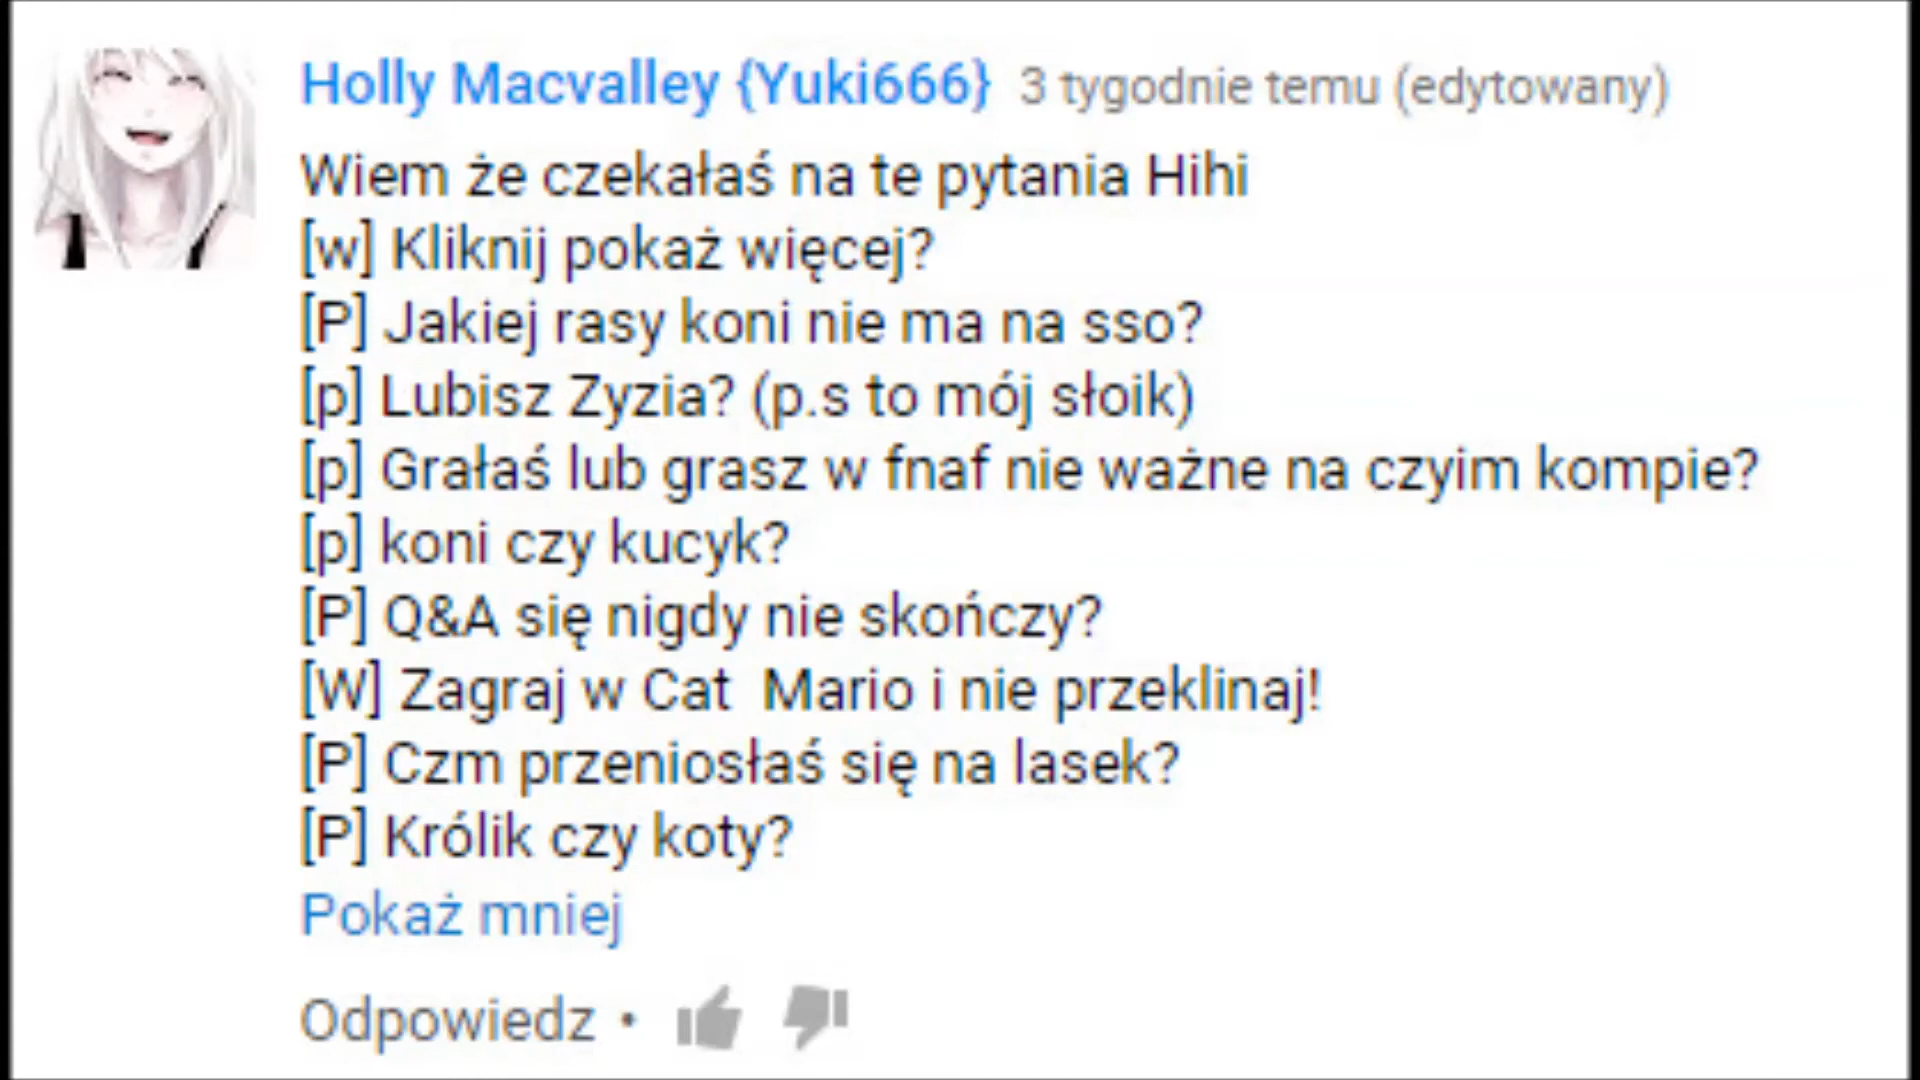 Holly Macvalley {Yuki666} 3 tygodnie temu (edytowany)
Wiem że czekałaś na te pytania Hihi
[w] Kliknij pokaż więcej?
[P] Jakiej rasy koni nie ma na sso?
[p] Lubisz Zyzia? (p.s to mój słoik)
[p] Grałaś lub grasz w fnaf nie ważne na czyim kompie?
[p] koni czy kucyk?
[P] Q&A się nigdy nie skończy?
[W] Zagraj w Cat  Mario i nie przeklinaj!
[P] Czm przeniosłaś się na lasek?
[P] Królik czy koty?
Pokaż mniej
Odpowiedz •